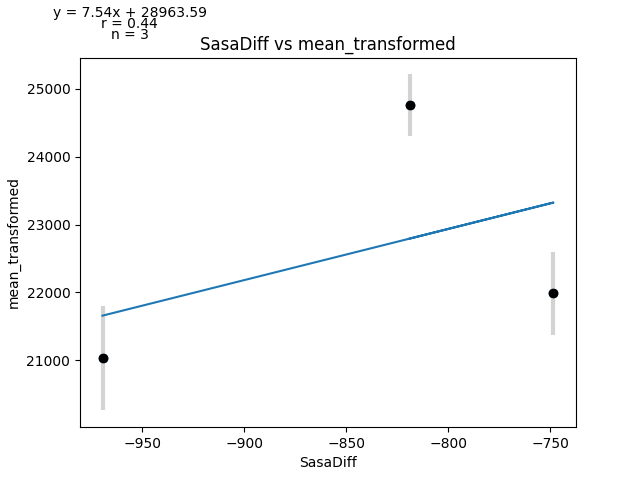 y = 7.54x + 28963.59
r = 0.44
n = 3
SasaDiff vs mean_transformed
25000
24000
23000
22000
21000
mean_transformed
−950
−900
−850
−800
−750
SasaDiff